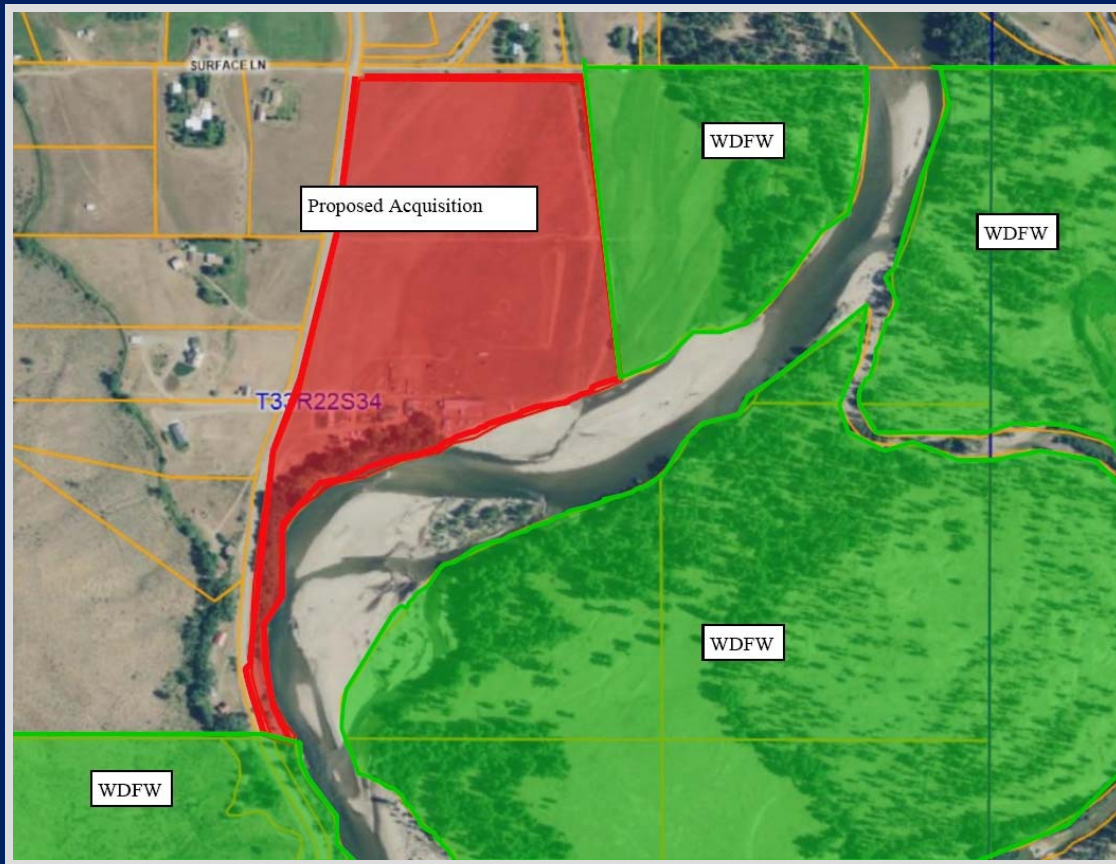 SURFACE LN
WDFW
Proposed Acquisition
WDFW
T33R22S34
WDFW
WDFW